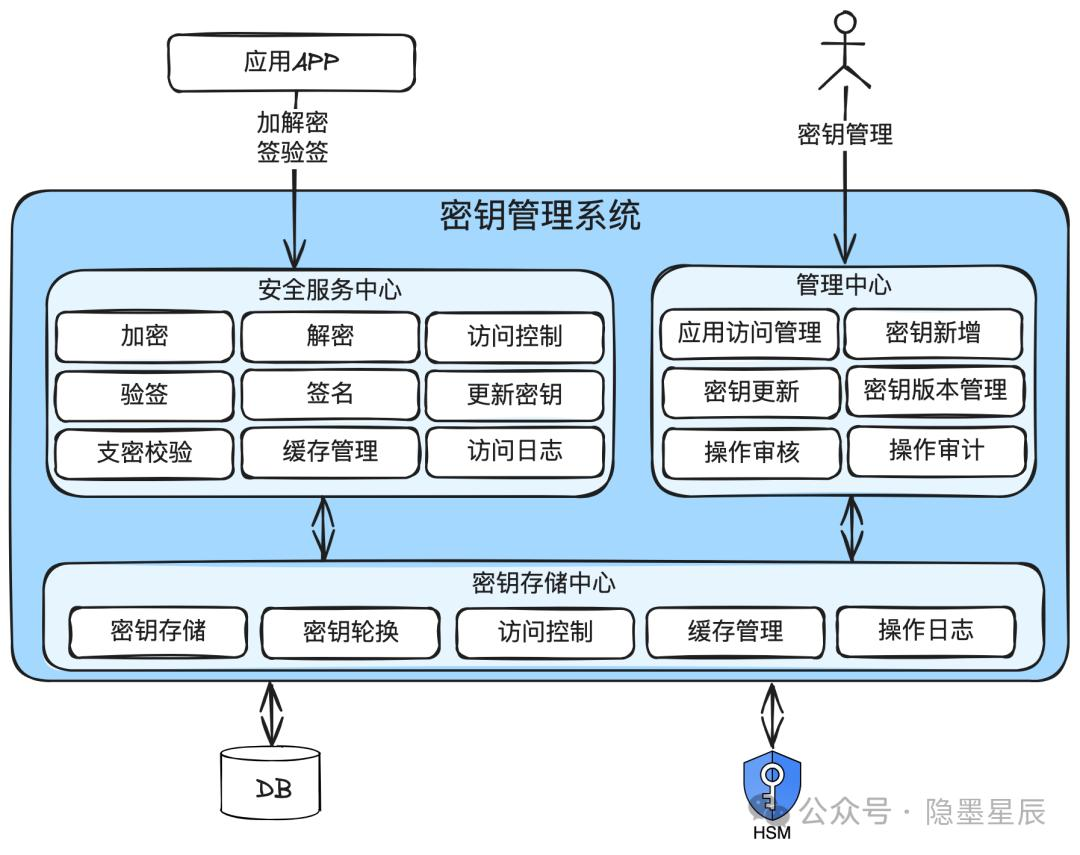 应用APP
加解密
签验签
密钥管理
密钥管理系统
安全服务中心
加密 解密 访问控制
验签 签名 更新密钥
支密校验 缓存管理 访问日志
管理中心
应用访问管理 密钥新增
密钥更新 密钥版本管理
操作审核 操作审计
密钥存储中心
密钥存储 密钥轮换 访问控制 缓存管理 操作日志
DB
HSM
公众号 · 隐墨星辰